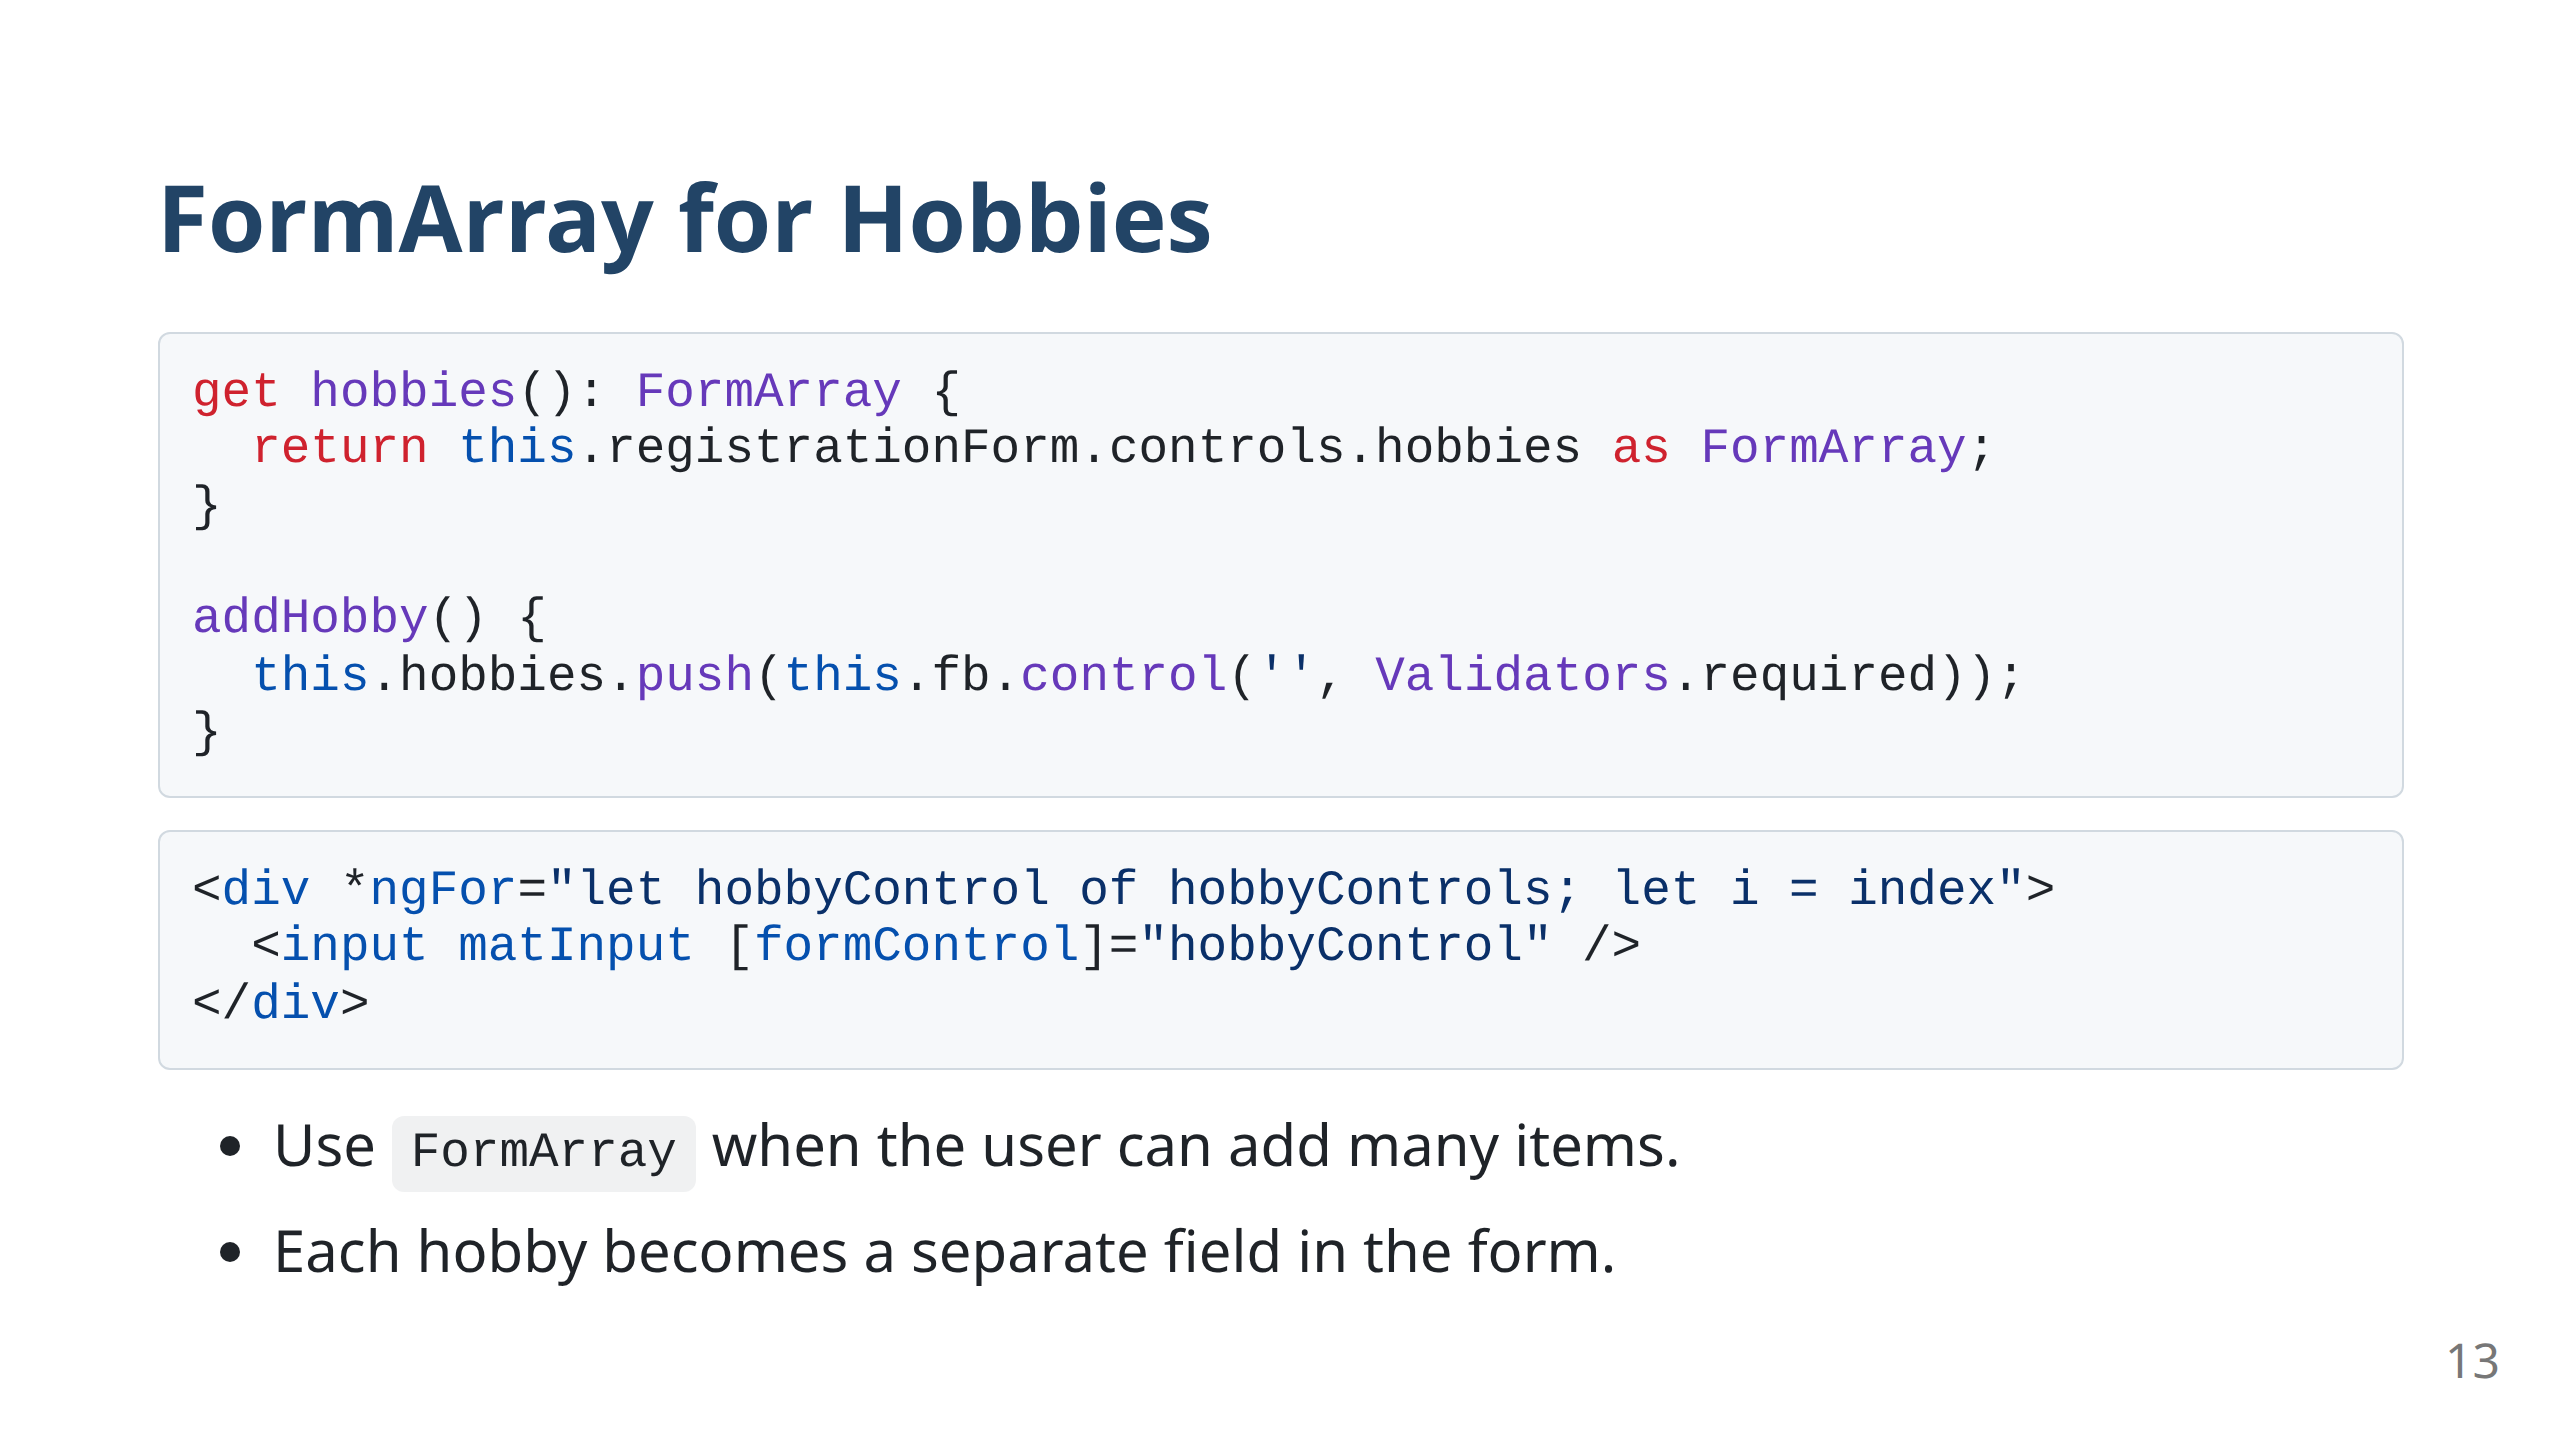 FormArray for Hobbies
get hobbies(): FormArray {
  return this.registrationForm.controls.hobbies as FormArray;
}
addHobby() {
  this.hobbies.push(this.fb.control('', Validators.required));
}
<div *ngFor="let hobbyControl of hobbyControls; let i = index">
  <input matInput [formControl]="hobbyControl" />
</div>
• Use FormArray when the user can add many items.
• Each hobby becomes a separate field in the form.
13